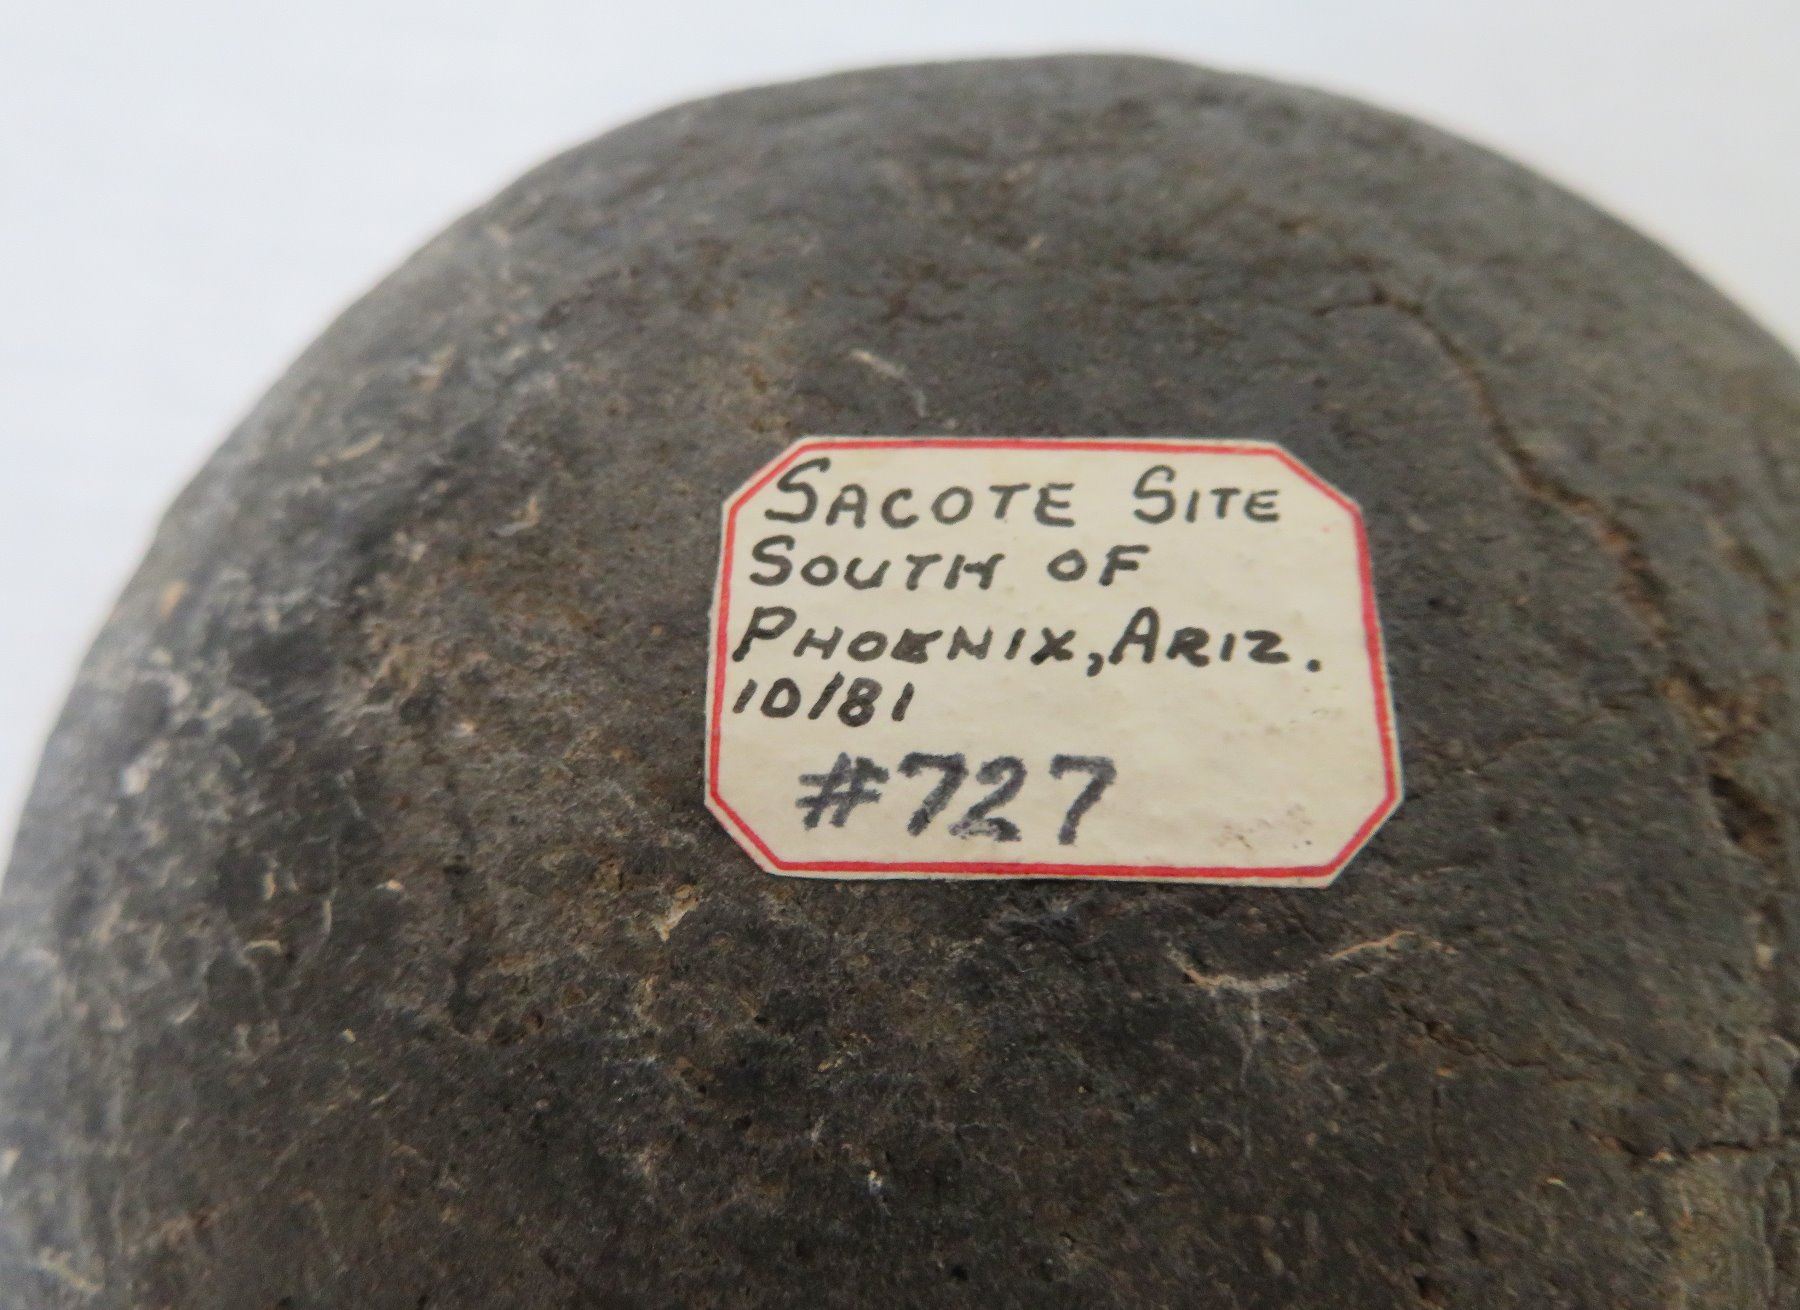 SACOTE SITE
SOUTH OF
PHOENIX, ARIZ.
10/81
#727